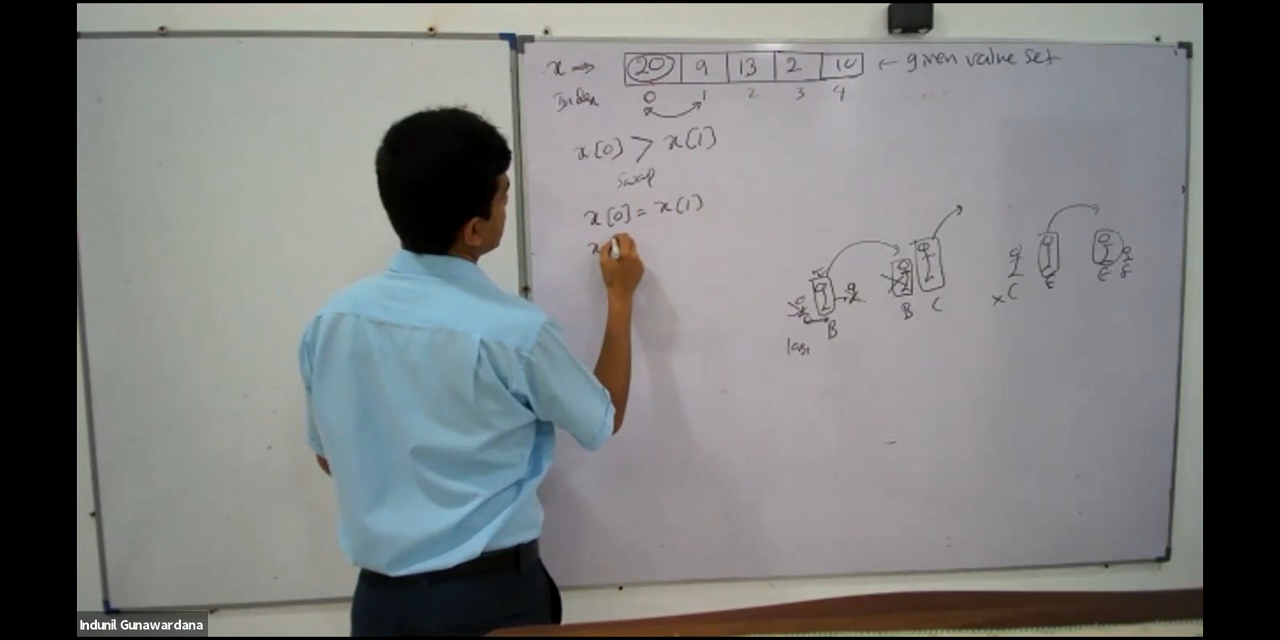 x ⇒ 20 9 13 2 10 ← given value set
Index 0 1 2 3 4
x[0] > x[1]
swap
x[0] = x[1]
x
B
B C
x C
Indunil Gunawardana